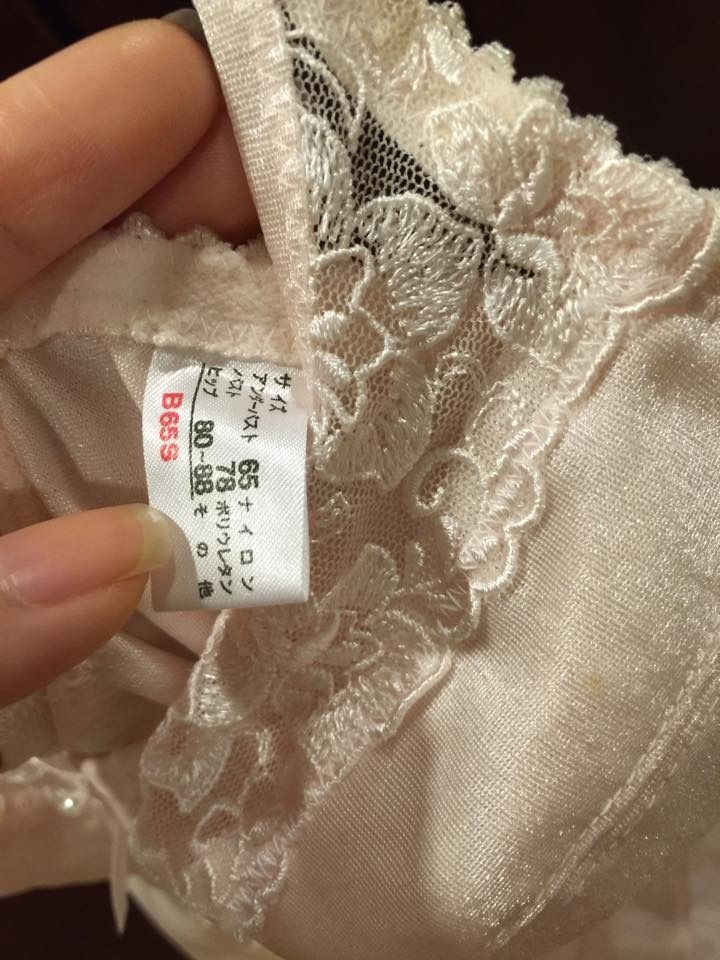 サイズ
アンダーバスト 65
バスト 78
ヒップ 80~88
B65S
ナイロン
ポリウレタン
その他